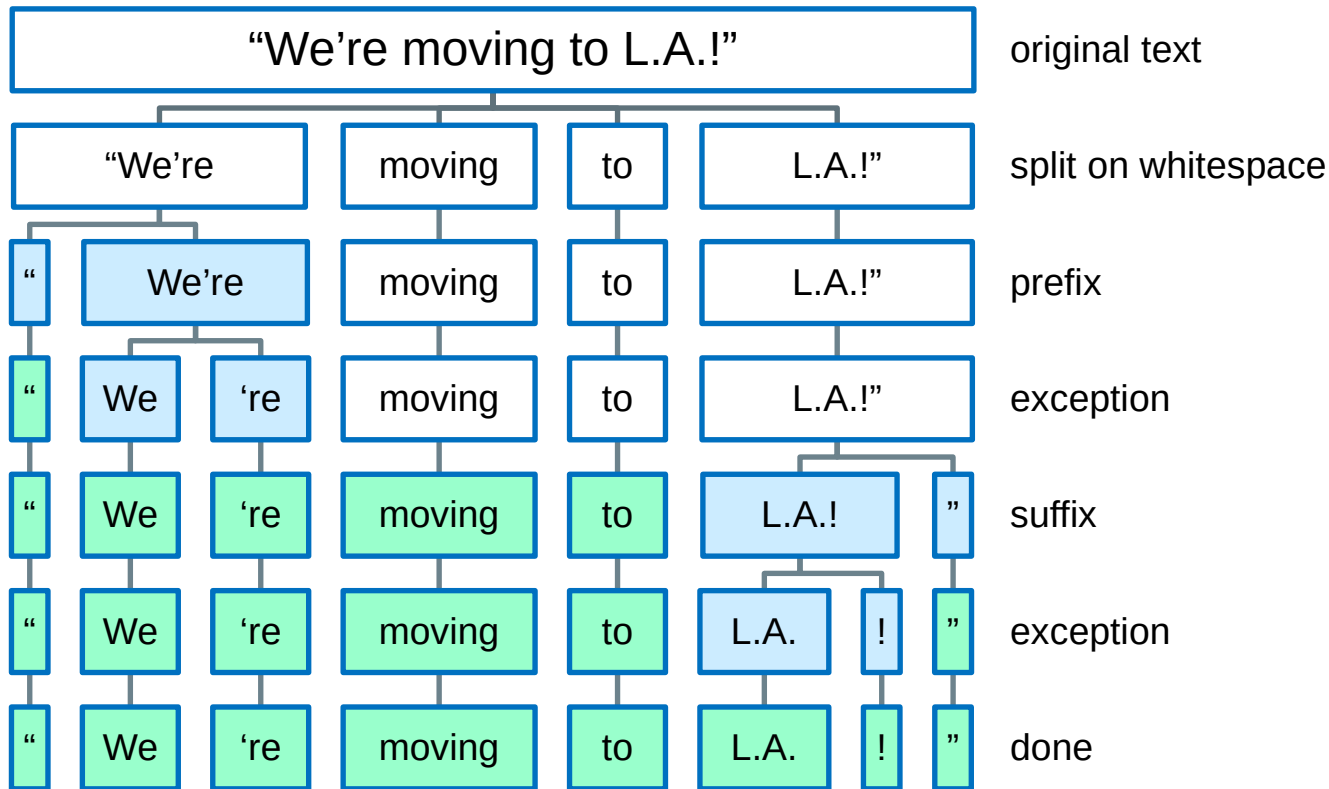 “We’re moving to L.A.!” original text
“We’re moving to L.A.!” split on whitespace
“ We’re moving to L.A.!” prefix
“ We ‘re moving to L.A.!” exception
“ We ‘re moving to L.A.! ” suffix
“ We ‘re moving to L.A. ! ” exception
“ We ‘re moving to L.A. ! ” done